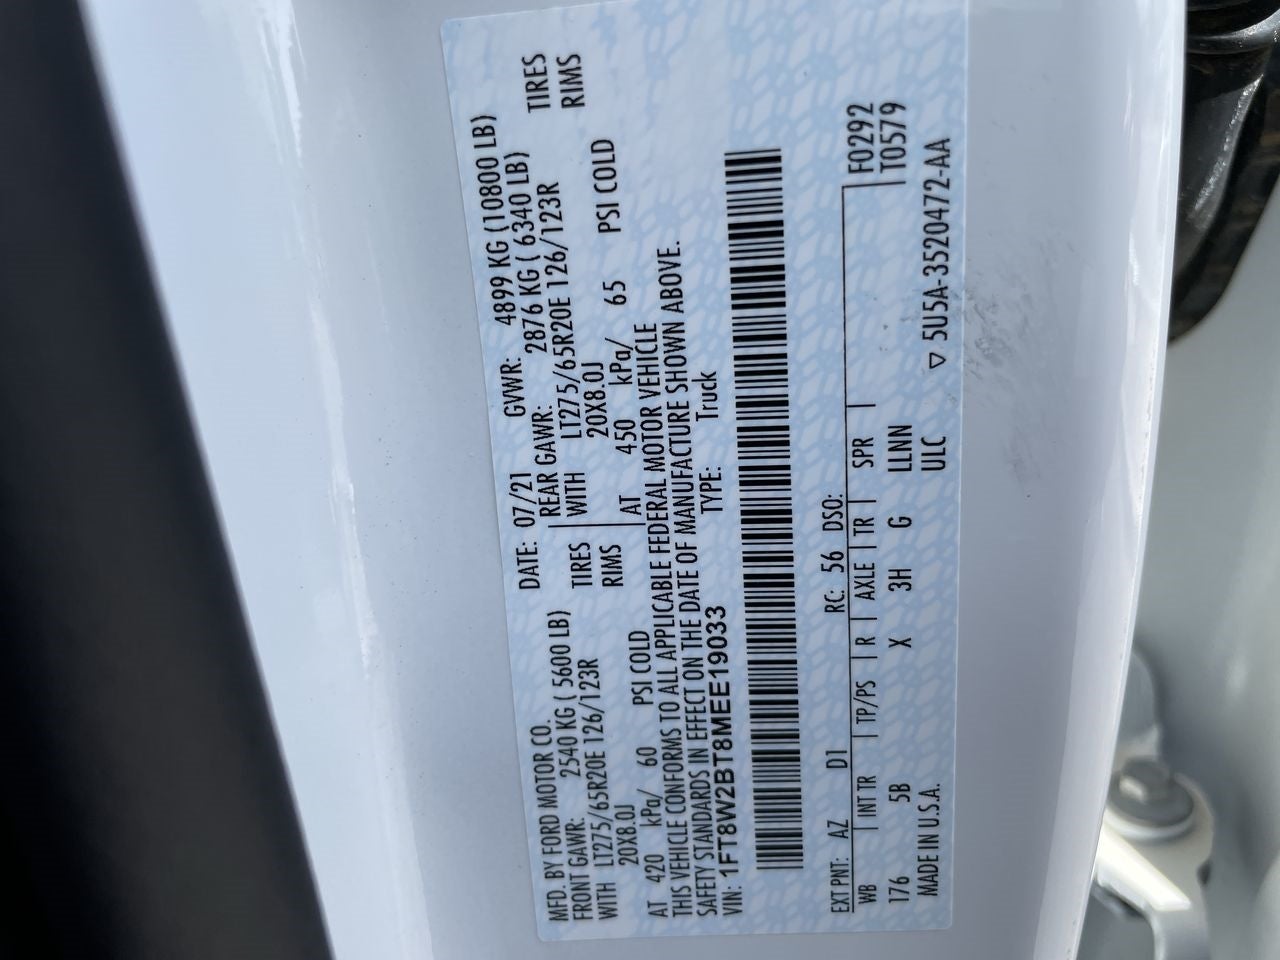 MFD. BY FORD MOTOR CO.
DATE: 07/21 GVWR: 4899 KG (10800 LB)
FRONT GAWR: 2540 KG ( 5600 LB)
REAR GAWR: 2876 KG ( 6340 LB)
WITH LT275/65R20E 126/123R TIRES
WITH LT275/65R20E 126/123R TIRES
20X8.0J RIMS
20X8.0J RIMS
AT 420 kPa/ 60 PSI COLD
AT 450 kPa/ 65 PSI COLD
THIS VEHICLE CONFORMS TO ALL APPLICABLE FEDERAL MOTOR VEHICLE
SAFETY STANDARDS IN EFFECT ON THE DATE OF MANUFACTURE SHOWN ABOVE.
VIN: 1FT8W2BT8MEE19033 TYPE: Truck
EXT PNT: AZ D1 RC: 56 DSO:
WB INT TR TP/PS R AXLE TR SPR F0292
176 5B X 3H G LLNN T0579
MADE IN U.S.A. ULC ▽ 5U5A-3520472-AA